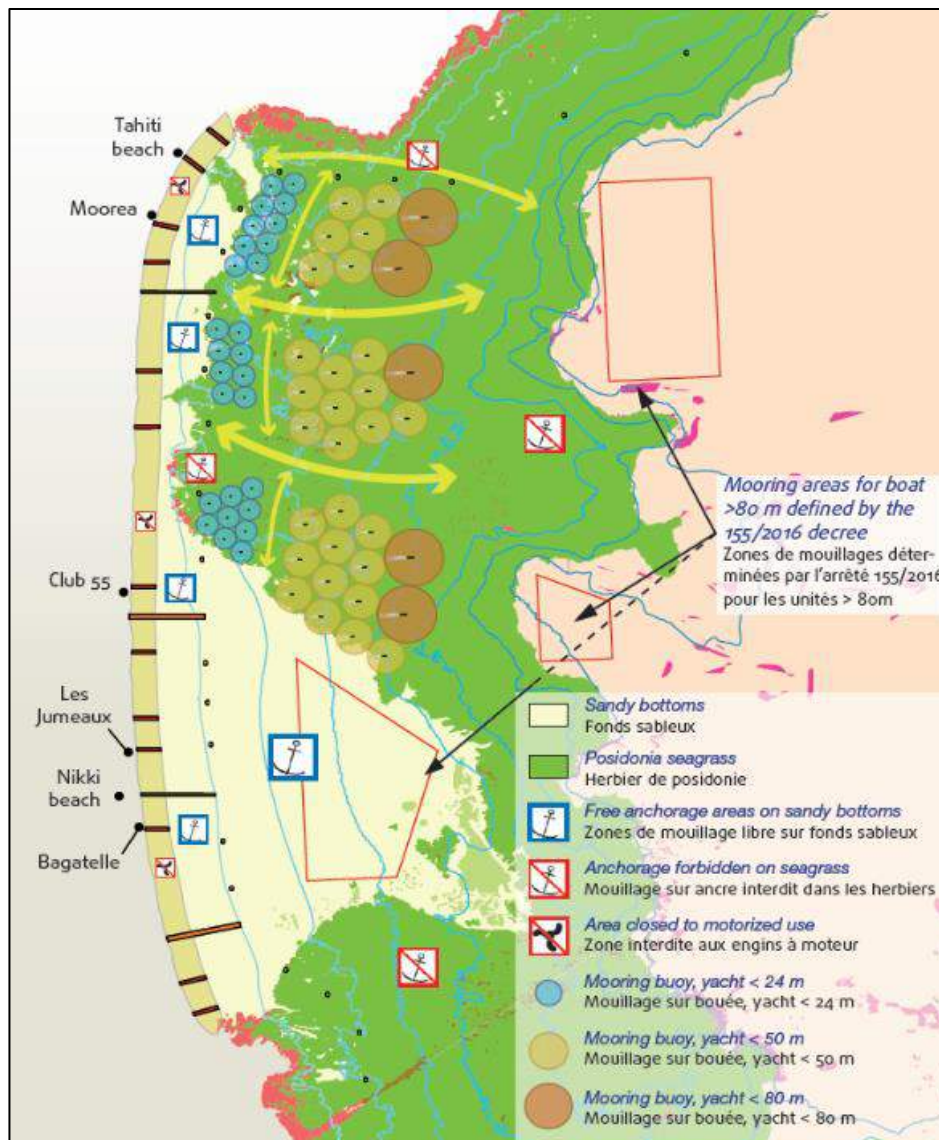 Tahiti
beach
Moorea
Club 55
Les
Jumeaux
Nikki
beach
Bagatelle
Mooring areas for boat
>80 m defined by the
155/2016 decree
Zones de mouillages déter-
minées par l'arrêté 155/2016
pour les unités > 80m
Sandy bottoms
Fonds sableux
Posidonia seagrass
Herbier de posidonie
Free anchorage areas on sandy bottoms
Zones de mouillage libre sur fonds sableux
Anchorage forbidden on seagrass
Mouillage sur ancre interdit dans les herbiers
Area closed to motorized use
Zone interdite aux engins à moteur
Mooring buoy, yacht < 24 m
Mouillage sur bouée, yacht < 24 m
Mooring buoy, yacht < 50 m
Mouillage sur bouée, yacht < 50 m
Mooring buoy, yacht < 80 m
Mouillage sur bouée, yacht < 80 m